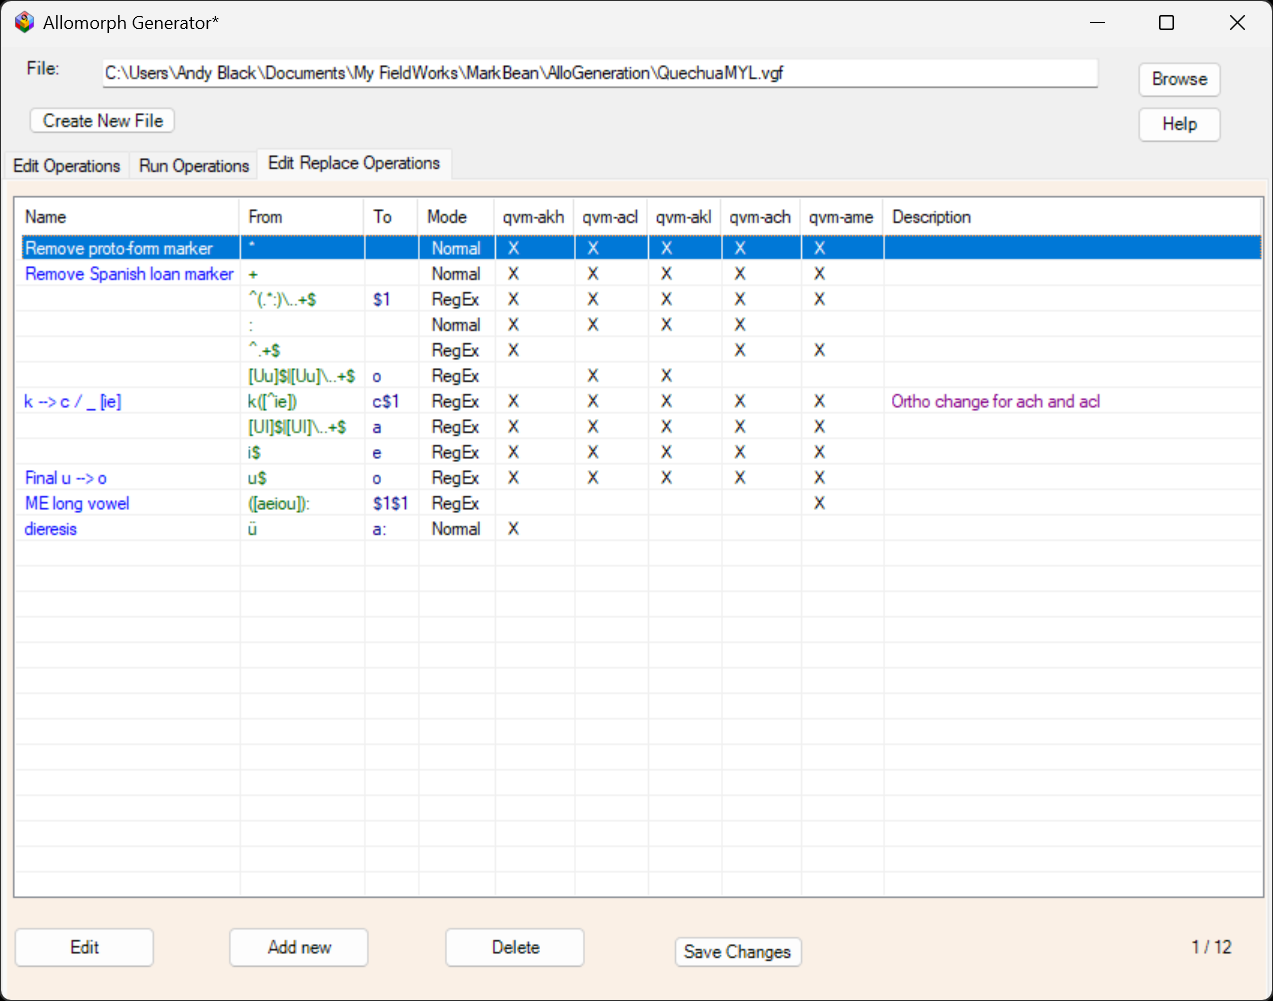 Allomorph Generator*
File: C:\Users\Andy Black\Documents\My FieldWorks\MarkBean\AlloGeneration\QuechuaMYL.vgf Browse
Create New File Help
Edit Operations Run Operations Edit Replace Operations
Name From To Mode qvm-akh qvm-acl qvm-akl qvm-ach qvm-ame Description
Remove proto-form marker * Normal X X X X X
Remove Spanish loan marker + Normal X X X X X
^(.*:)\..+$ $1 RegEx X X X X X
: Normal X X X X
^.+$ RegEx X X X
[Uu]$|[Uu]\..+$ o RegEx X X
k --> c / _ [ie] k([^ie]) c$1 RegEx X X X X X Ortho change for ach and acl
[UI]$|[UI]\..+$ a RegEx X X X X X
i$ e RegEx X X X X X
Final u --> o u$ o RegEx X X X X X
ME long vowel ([aeiou]): $1$1 RegEx X
dieresis ü a: Normal X
Edit Add new Delete Save Changes 1 / 12